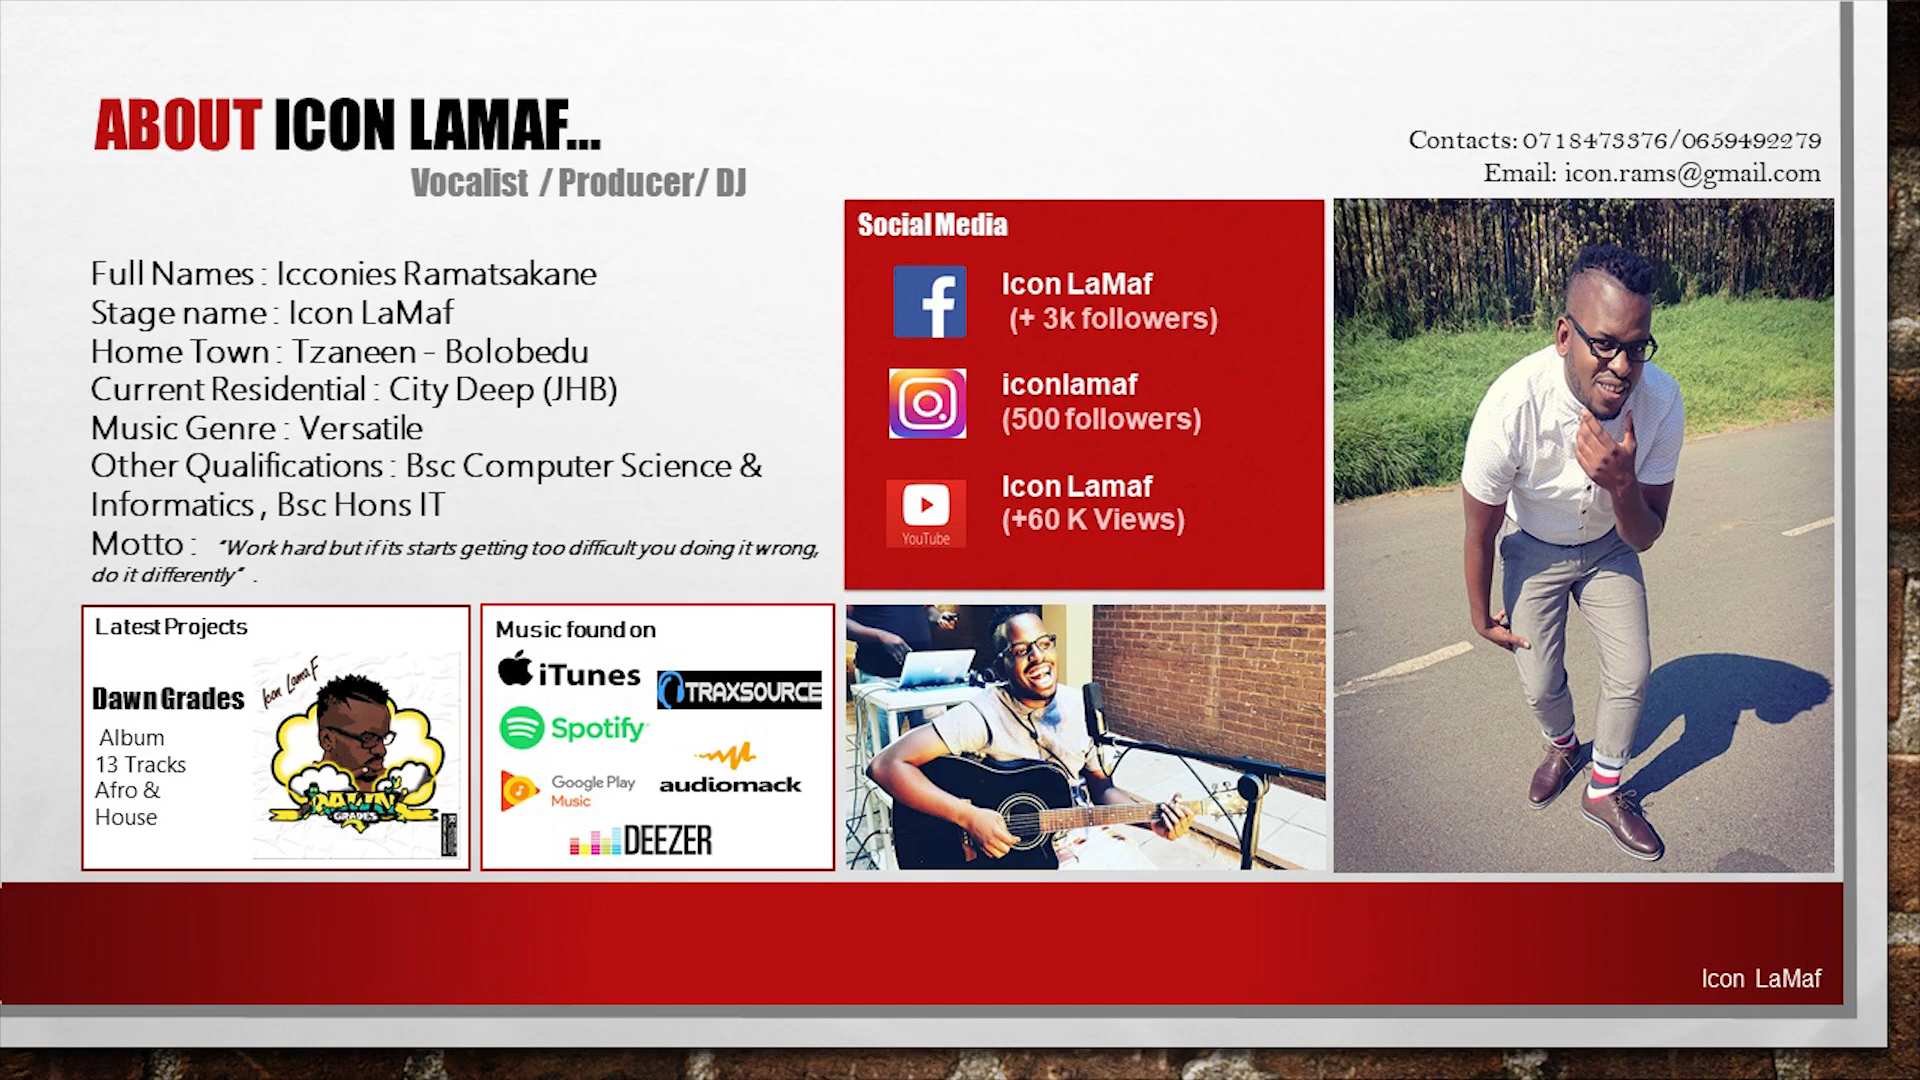 ABOUT ICON LAMAF...
Vocalist / Producer/ DJ
Contacts: 0718473376/0659492279
Email: icon.rams@gmail.com
Full Names : Icconies Ramatsakane
Stage name : Icon LaMaf
Home Town : Tzaneen - Bolobedu
Current Residential : City Deep (JHB)
Music Genre : Versatile
Other Qualifications : Bsc Computer Science &
Informatics , Bsc Hons IT
Motto : "Work hard but if its starts getting too difficult you doing it wrong,
do it differently" .
Social Media
Icon LaMaf
(+ 3k followers)
iconlamaf
(500 followers)
YouTube
Icon Lamaf
(+60 K Views)
Latest Projects
Dawn Grades
Album
13 Tracks
Afro &
House
Icon LamaF
DAWN
GRADES
Music found on
iTunes
TRAXSOURCE
Spotify
Google Play
Music
audiomack
DEEZER
Icon LaMaf